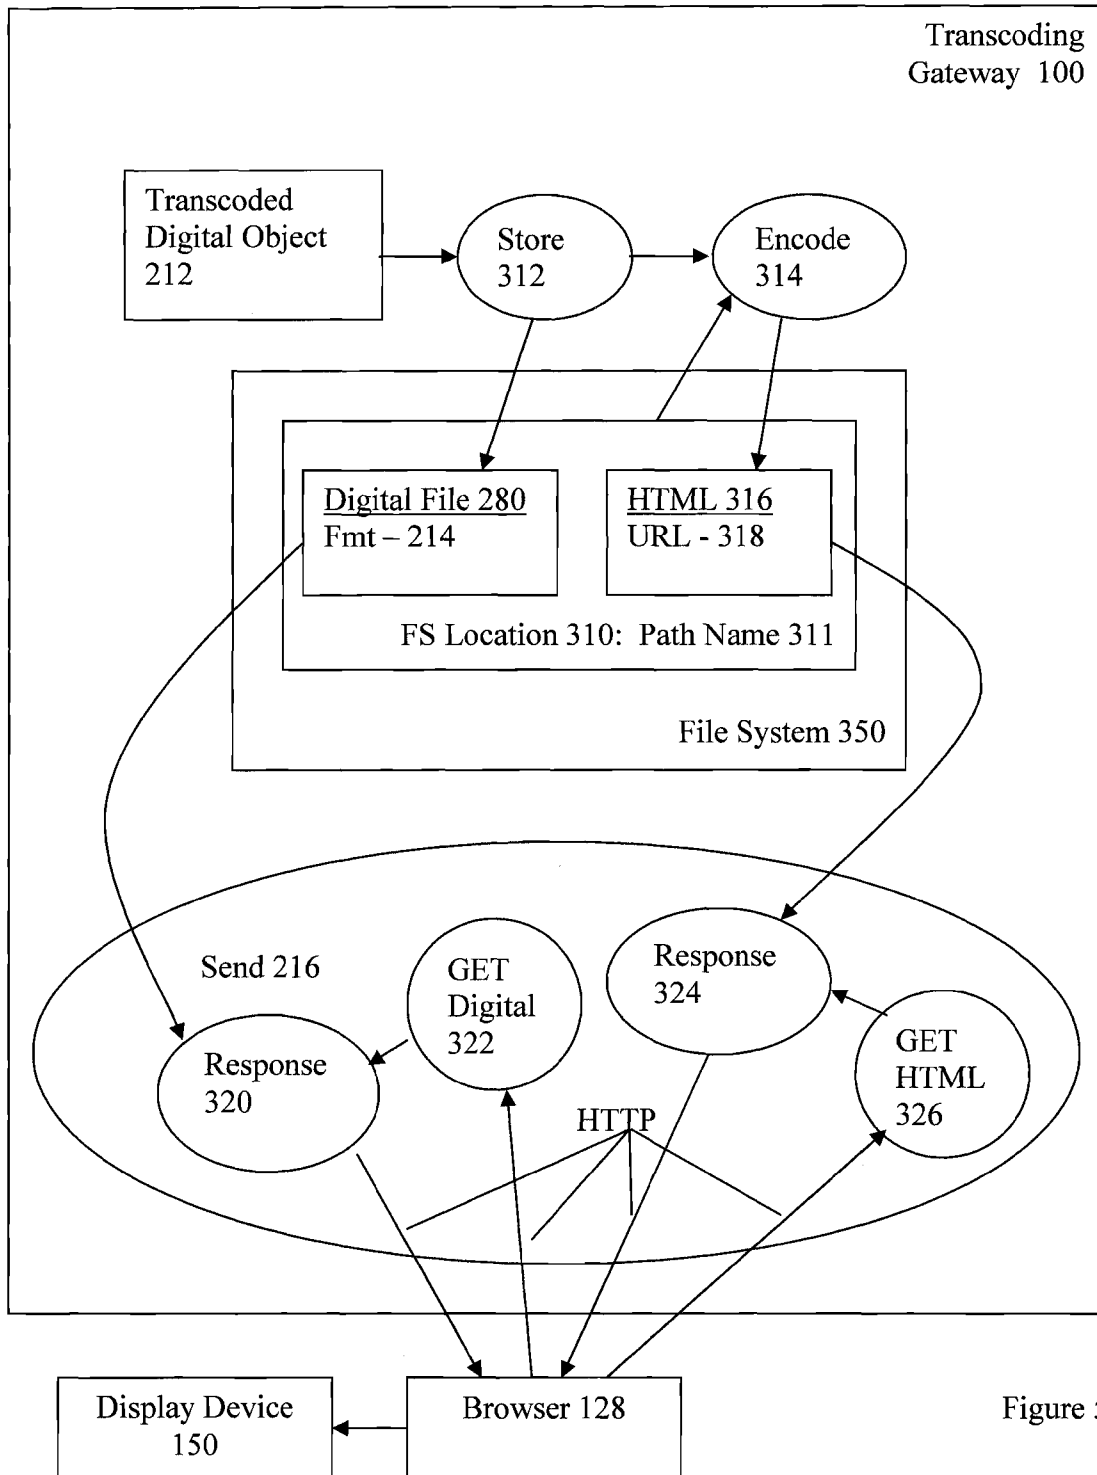 Transcoding
Gateway 100
Transcoded
Digital Object
212
Store
312
Encode
314
Digital File 280
Fmt – 214
HTML 316
URL - 318
FS Location 310: Path Name 311
File System 350
Send 216
GET
Digital
322
Response
324
Response
320
GET
HTML
326
HTTP
Display Device
150
Browser 128
Figure